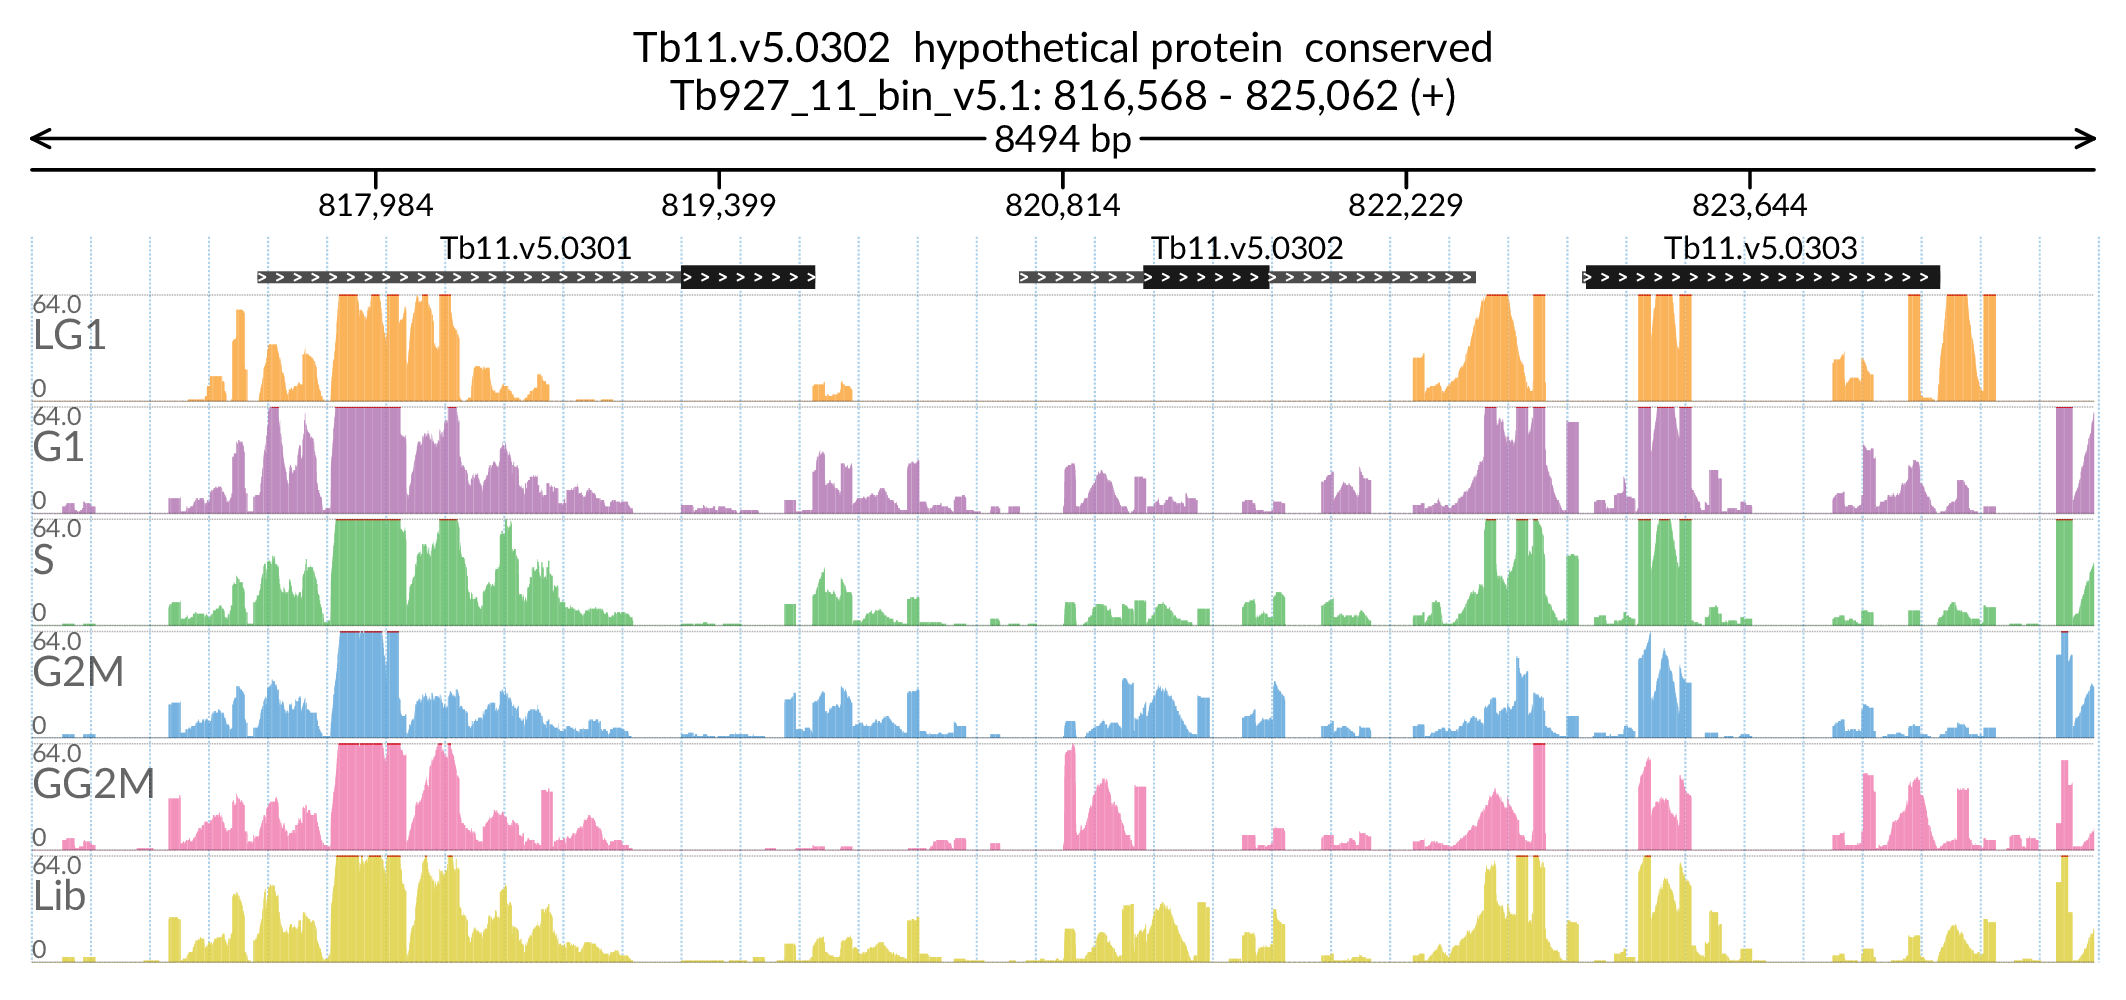 Tb11.v5.0302 hypothetical protein conserved
Tb927_11_bin_v5.1: 816,568 - 825,062 (+)
8494 bp
817,984 819,399 820,814 822,229 823,644
Tb11.v5.0301 Tb11.v5.0302 Tb11.v5.0303
64.0
LG1
0
64.0
G1
0
64.0
S
0
64.0
G2M
0
64.0
GG2M
0
64.0
Lib
0